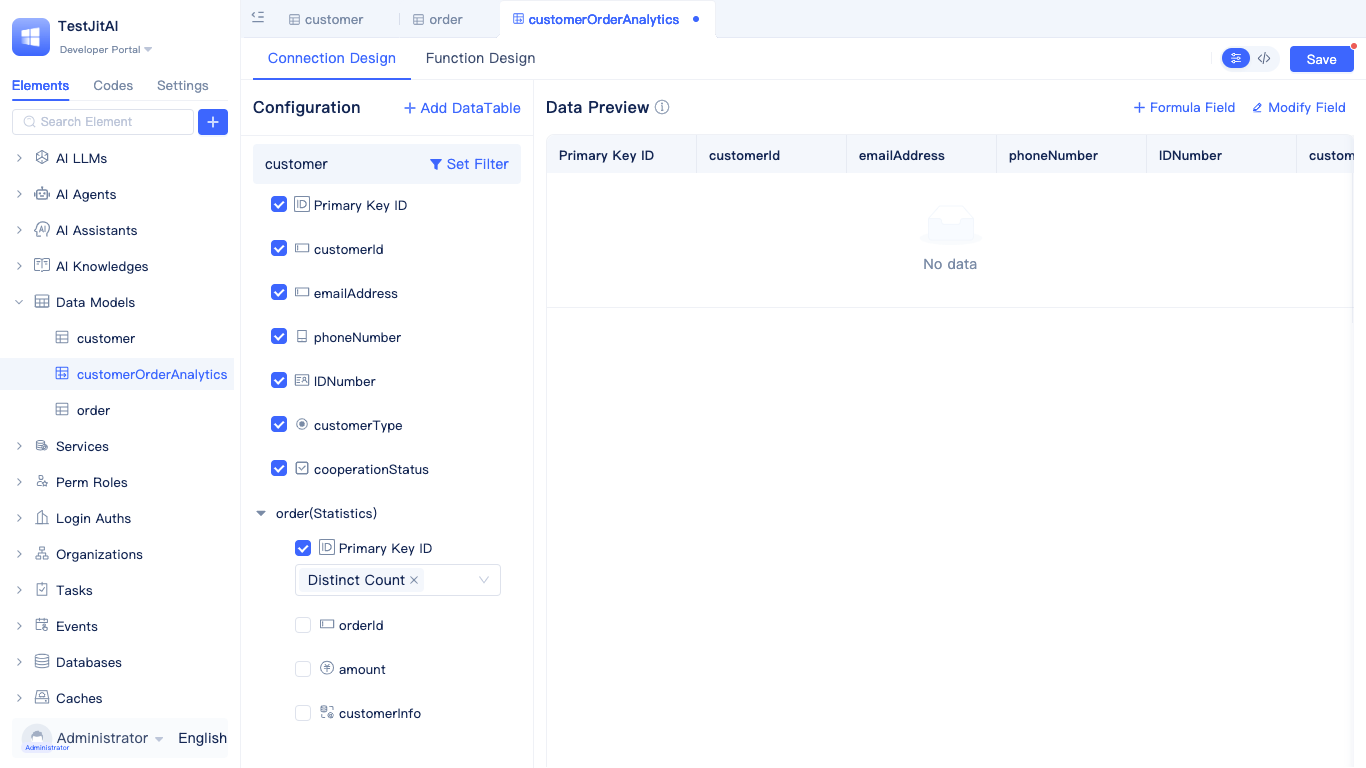 TestJitAI
Developer Portal
Elements Codes Settings
Search Element
AI LLMs
AI Agents
AI Assistants
AI Knowledges
Data Models
customer
customerOrderAnalytics
order
Services
Perm Roles
Login Auths
Organizations
Tasks
Events
Databases
Caches
Administrator
Administrator
English
customer order customerOrderAnalytics
Connection Design Function Design
Save
Configuration
Add DataTable
customer
Set Filter
ID Primary Key ID
customerId
emailAddress
phoneNumber
IDNumber
customerType
cooperationStatus
order(Statistics)
ID Primary Key ID
Distinct Count
orderId
¥ amount
customerInfo
Data Preview
Formula Field Modify Field
Primary Key ID customerId emailAddress phoneNumber IDNumber custom
No data